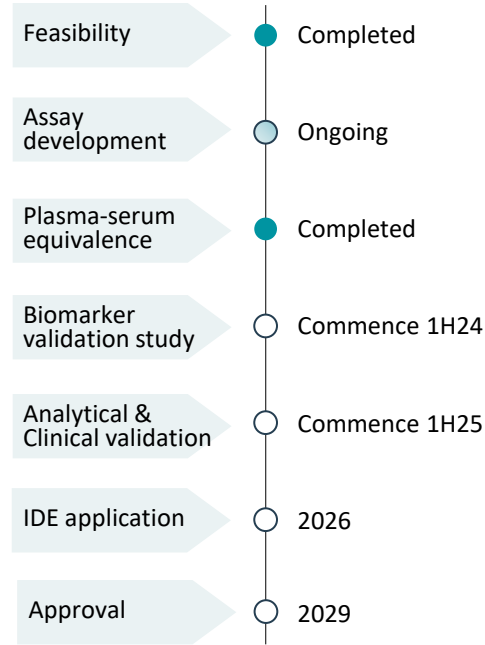 Feasibility
Completed
Assay
development
Ongoing
Plasma-serum
equivalence
Completed
Biomarker
validation study
Commence 1H24
Analytical &
Clinical validation
Commence 1H25
IDE application
2026
Approval
2029